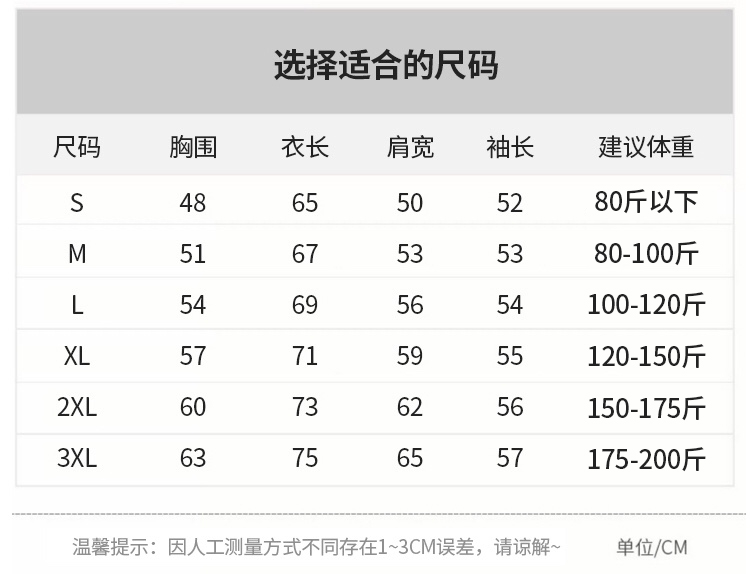 选择适合的尺码
尺码 胸围 衣长 肩宽 袖长 建议体重
S 48 65 50 52 80斤以下
M 51 67 53 53 80-100斤
L 54 69 56 54 100-120斤
XL 57 71 59 55 120-150斤
2XL 60 73 62 56 150-175斤
3XL 63 75 65 57 175-200斤
温馨提示：因人工测量方式不同存在1~3CM误差，请谅解~ 单位/CM